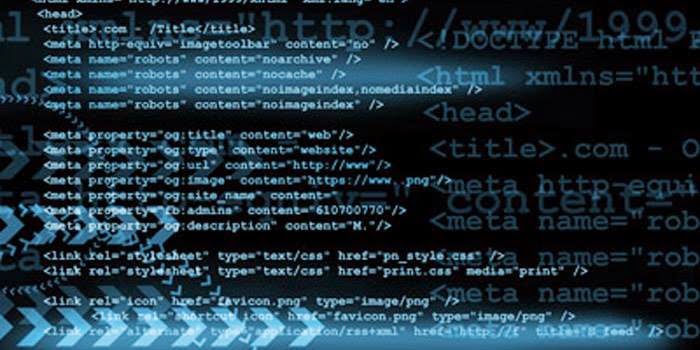 <head>
<title>.com - /Title</title>
<meta http-equiv="imagetoolbar" content="no" />
<meta name="robots" content="noarchive" />
<meta name="robots" content="nocache" />
<meta name="robots" content="noimageindex,nomediaindex" />
<meta name="robots" content="noimageindex" />
<meta property="og:title" content="web"/>
<meta property="og:type" content="website"/>
<meta property="og:url" content="http://www"/>
<meta property="og:image" content="https://www. png"/>
<meta property="og:site_name" content=
<meta property="fb:admins" content="610700770"/>
<meta property="og:description" content="M."/>
<link rel="stylesheet" type="text/css" href="pn_style.css" />
<link rel="stylesheet" type="text/css" href="print.css" media="print" />
<link rel="icon" href="favicon.png" type="image/png" />
<link rel="shortcut icon" href="favicon.png" type="image/png" />
<link rel="alternate" type="application/rss+xml" href="http://f" title="S feed" />
xmlns="http://www/1999
<!DOCTYPE html P
<html xmlns="htt
<head>
<title>.com - O
<meta http-equi
<meta name="rob
<meta name="rob
<meta name="rob
<meta name="rob
content="